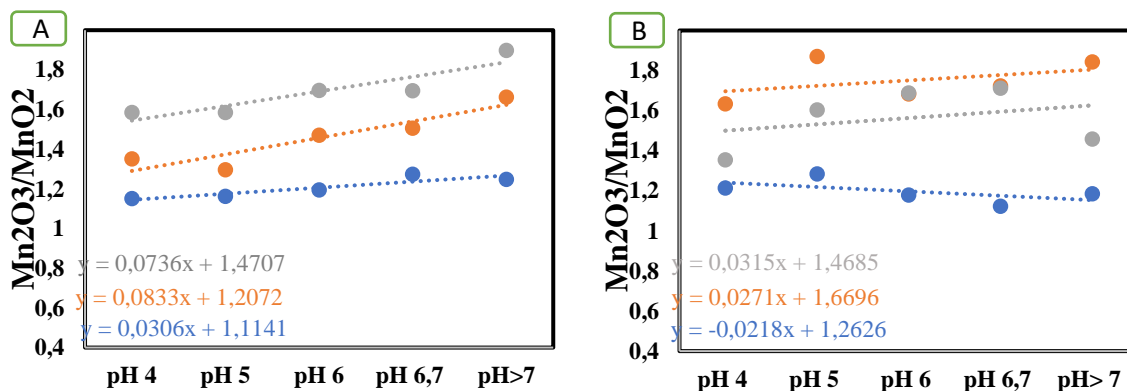 A
Mn2O3/MnO2
1,8
1,6
1,4
1,2
1
0,8
0,6
0,4
y = 0,0736x + 1,4707
y = 0,0833x + 1,2072
y = 0,0306x + 1,1141
pH 4 pH 5 pH 6 pH 6,7 pH>7
B
Mn2O3/MnO2
1,8
1,6
1,4
1,2
1
0,8
0,6
0,4
y = 0,0315x + 1,4685
y = 0,0271x + 1,6696
y = -0,0218x + 1,2626
pH 4 pH 5 pH 6 pH 6,7 pH> 7